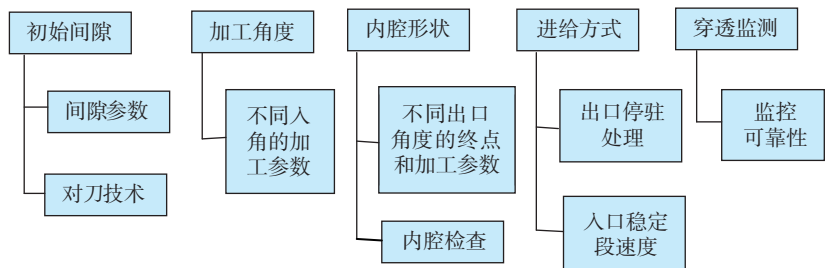 初始间隙
间隙参数
对刀技术
加工角度
不同入
角的加
工参数
内腔形状
不同出口
角度的终点
和加工参数
内腔检查
进给方式
出口停驻
处理
入口稳定
段速度
穿透监测
监控
可靠性